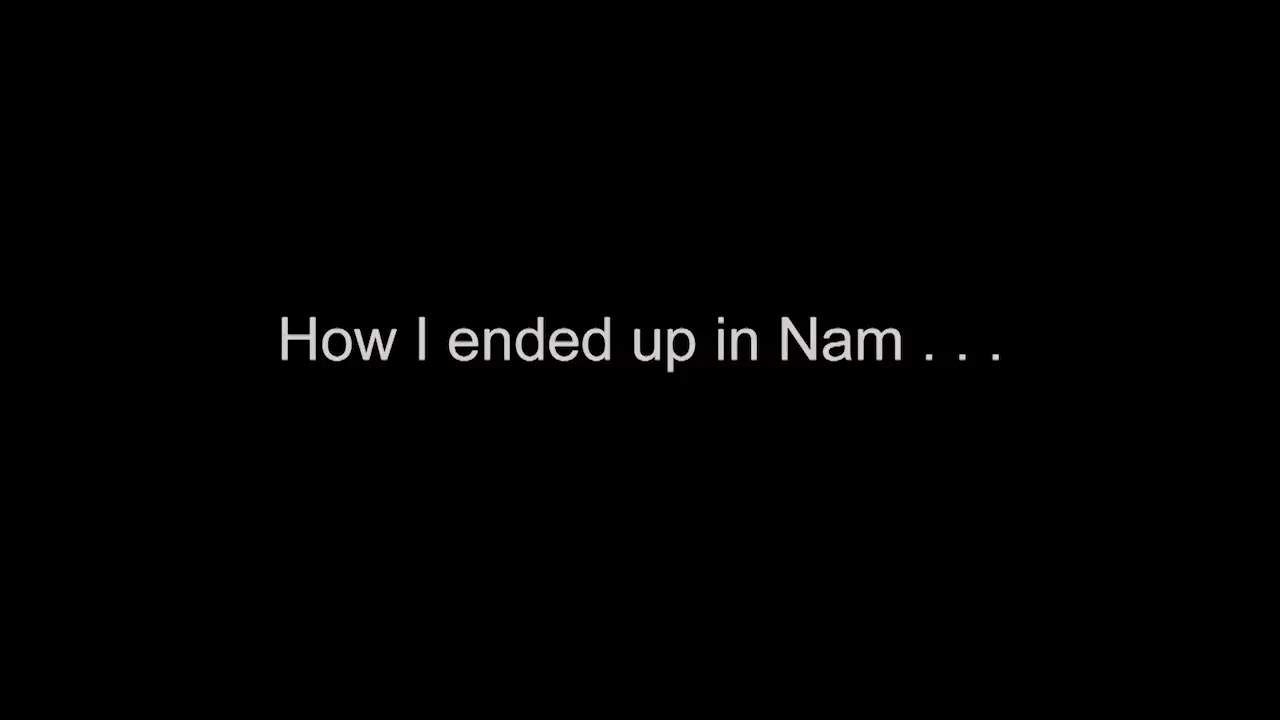 How I ended up in Nam . . .